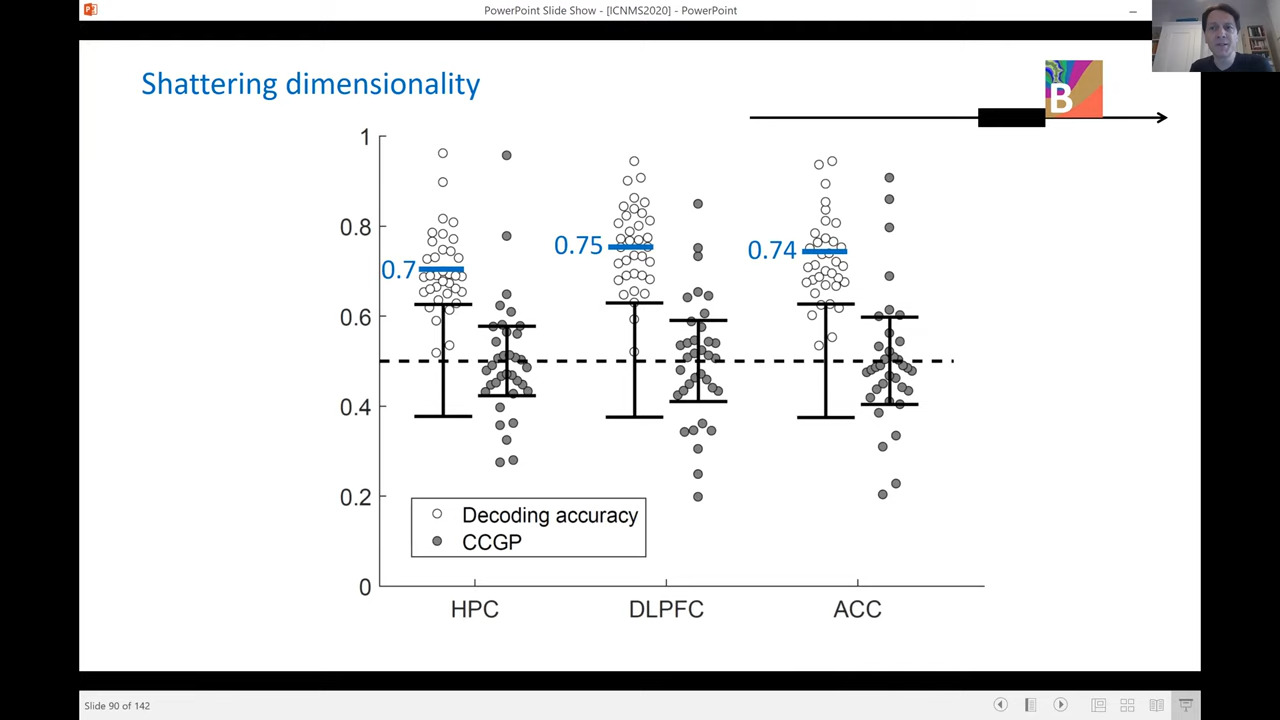 PowerPoint Slide Show - [ICNMS2020] - PowerPoint
Shattering dimensionality
B
1
0.8
0.75
0.74
0.7
0.6
0.4
0.2
Decoding accuracy
CCGP
0
HPC
DLPFC
ACC
Slide 90 of 142